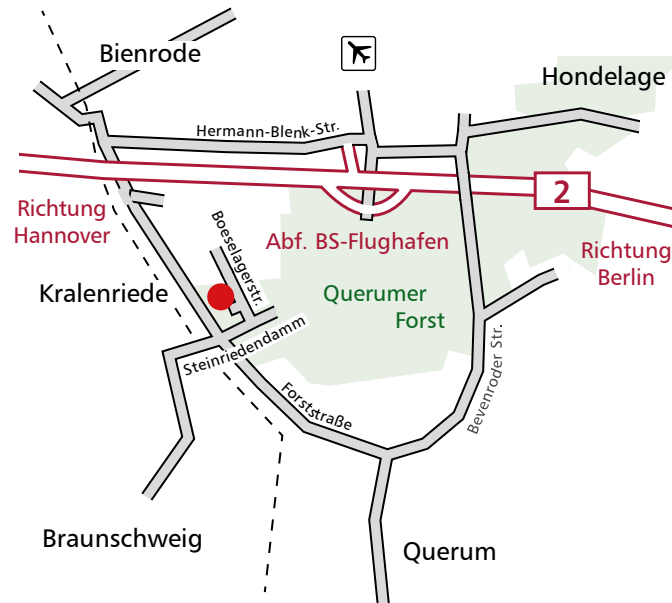 Bienrode
Hondelage
Hermann-Blenk-Str.
2
Richtung
Hannover
Boeselagerstr.
Abf. BS-Flughafen
Richtung
Berlin
Kralenriede
Querumer
Forst
Steinriedendamm
Bevenroder Str.
Forststraße
Braunschweig
Querum